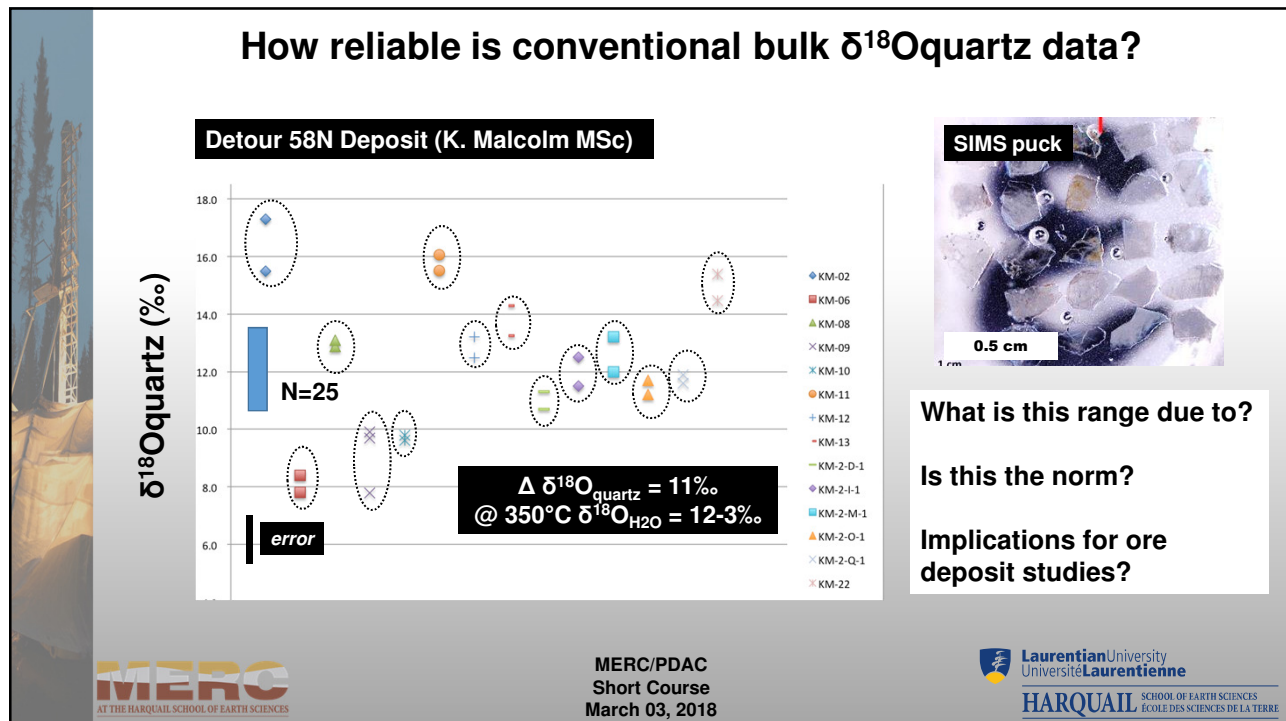 How reliable is conventional bulk δ¹⁸Oquartz data?
Detour 58N Deposit (K. Malcolm MSc)
SIMS puck
0.5 cm
1 cm
δ¹⁸Oquartz (‰)
18.0
16.0
14.0
12.0
10.0
8.0
6.0
N=25
error
Δ δ¹⁸Oquartz = 11‰
@ 350°C δ¹⁸OH2O = 12-3‰
KM-02
KM-06
KM-08
KM-09
KM-10
KM-11
KM-12
KM-13
KM-2-D-1
KM-2-I-1
KM-2-M-1
KM-2-O-1
KM-2-Q-1
KM-22
What is this range due to?
Is this the norm?
Implications for ore
deposit studies?
MERC
AT THE HARQUAIL SCHOOL OF EARTH SCIENCES
MERC/PDAC
Short Course
March 03, 2018
LaurentianUniversity
UniversitéLaurentienne
HARQUAIL SCHOOL OF EARTH SCIENCES
ÉCOLE DES SCIENCES DE LA TERRE